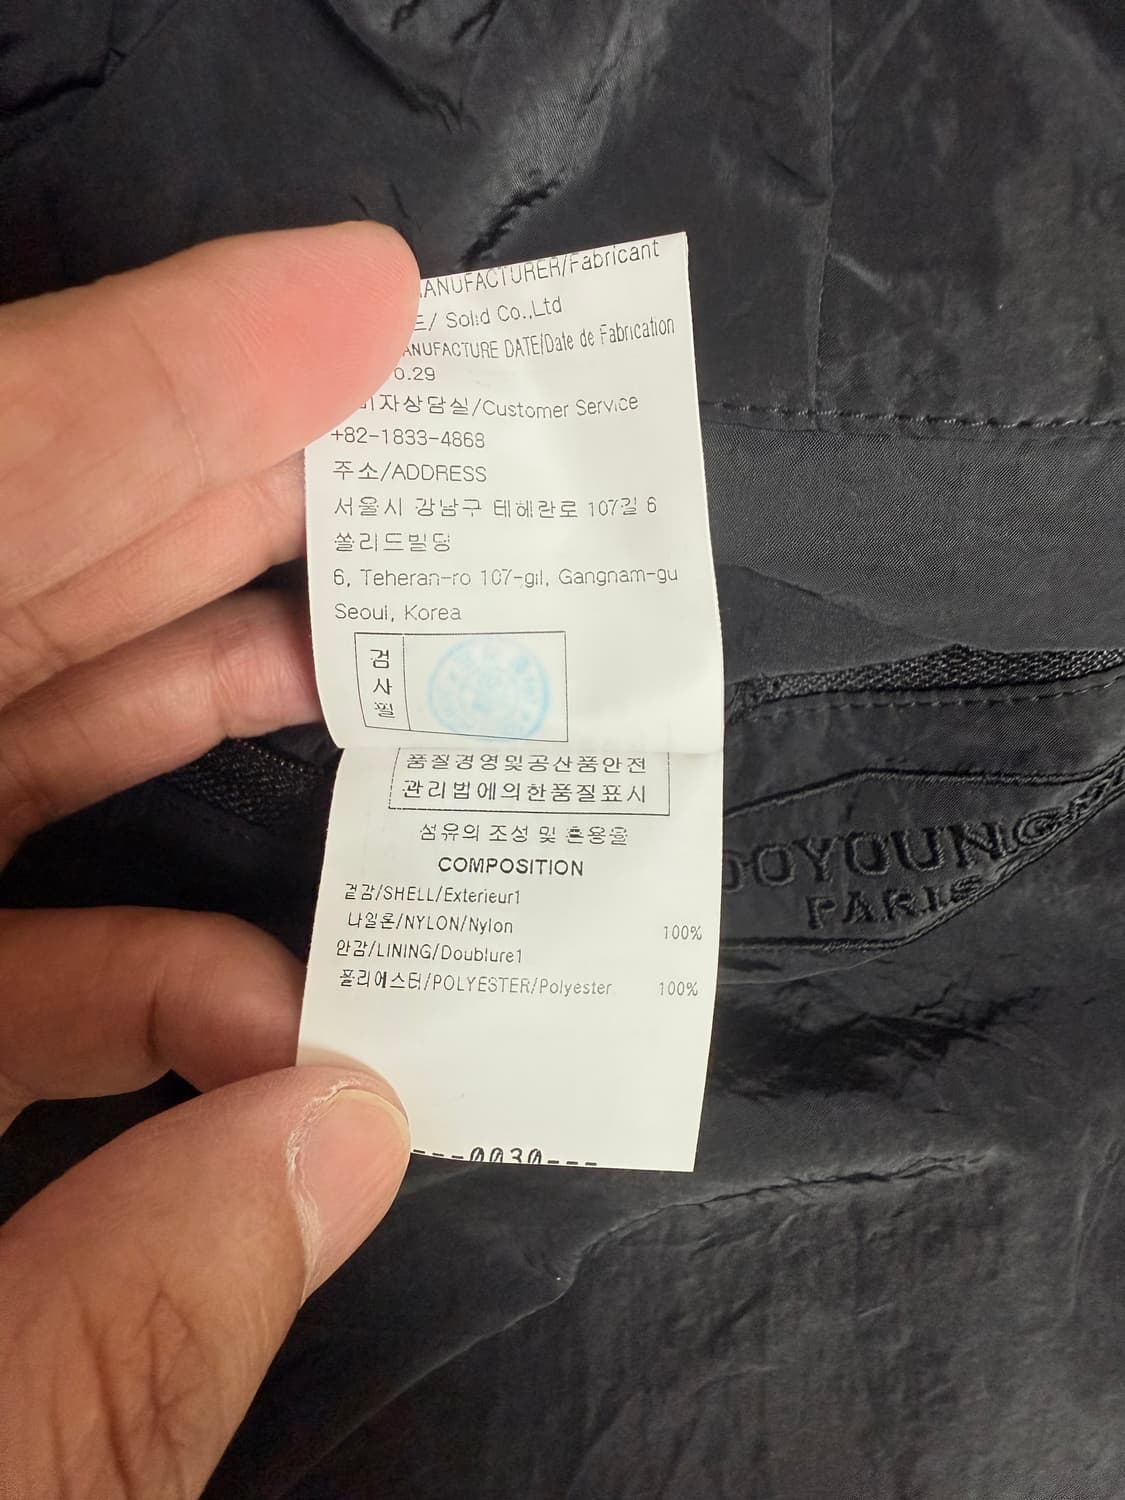 MANUFACTURER/Fabricant
Solid Co.,Ltd
MANUFACTURE DATE/Date de Fabrication
0.29
자상담실/Customer Service
+82-1833-4868
주소/ADDRESS
서울시 강남구 테헤란로 107길 6
쏠리드빌딩
6, Teheran-ro 107-gil, Gangnam-gu
Seoul, Korea
검사필
품질경영및공산품안전
관리법에의한품질표시
섬유의 조성 및 혼용율
COMPOSITION
겉감/SHELL/Exterieur1
나일론/NYLON/Nylon 100%
안감/LINING/Doublure1
폴리에스터/POLYESTER/Polyester 100%
---0030---
OOYOUNG
PARIS